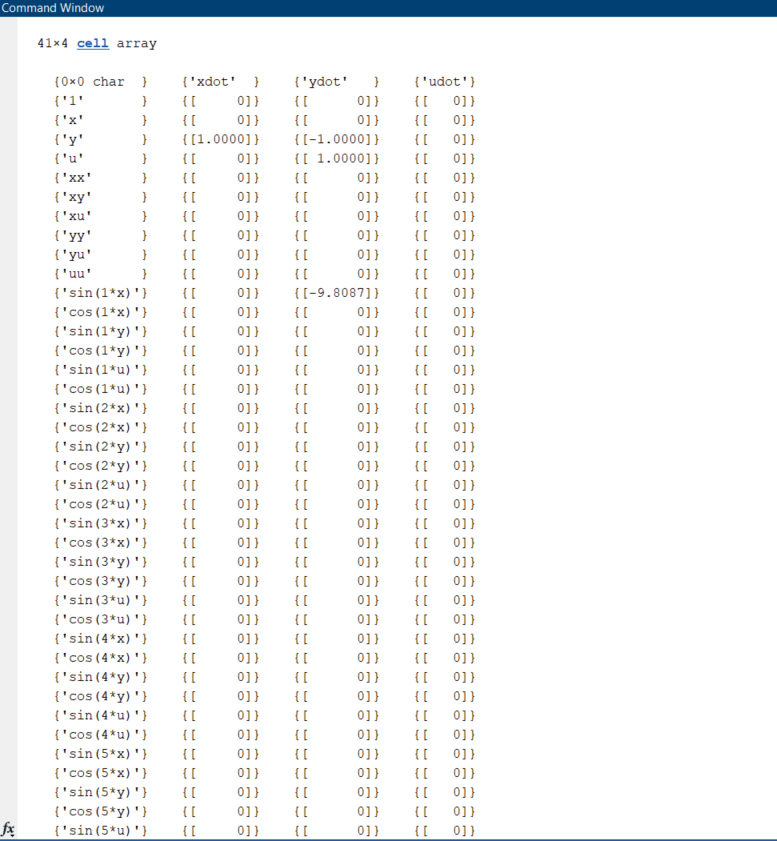 Command Window
41×4 cell array
{0×0 char  }    {'xdot'  }    {'ydot'   }    {'udot'}
{'1'       }    {[     0]}    {[      0]}    {[   0]}
{'x'       }    {[     0]}    {[      0]}    {[   0]}
{'y'       }    {[1.0000]}    {[-1.0000]}    {[   0]}
{'u'       }    {[     0]}    {[ 1.0000]}    {[   0]}
{'xx'      }    {[     0]}    {[      0]}    {[   0]}
{'xy'      }    {[     0]}    {[      0]}    {[   0]}
{'xu'      }    {[     0]}    {[      0]}    {[   0]}
{'yy'      }    {[     0]}    {[      0]}    {[   0]}
{'yu'      }    {[     0]}    {[      0]}    {[   0]}
{'uu'      }    {[     0]}    {[      0]}    {[   0]}
{'sin(1*x)'}    {[     0]}    {[-9.8087]}    {[   0]}
{'cos(1*x)'}    {[     0]}    {[      0]}    {[   0]}
{'sin(1*y)'}    {[     0]}    {[      0]}    {[   0]}
{'cos(1*y)'}    {[     0]}    {[      0]}    {[   0]}
{'sin(1*u)'}    {[     0]}    {[      0]}    {[   0]}
{'cos(1*u)'}    {[     0]}    {[      0]}    {[   0]}
{'sin(2*x)'}    {[     0]}    {[      0]}    {[   0]}
{'cos(2*x)'}    {[     0]}    {[      0]}    {[   0]}
{'sin(2*y)'}    {[     0]}    {[      0]}    {[   0]}
{'cos(2*y)'}    {[     0]}    {[      0]}    {[   0]}
{'sin(2*u)'}    {[     0]}    {[      0]}    {[   0]}
{'cos(2*u)'}    {[     0]}    {[      0]}    {[   0]}
{'sin(3*x)'}    {[     0]}    {[      0]}    {[   0]}
{'cos(3*x)'}    {[     0]}    {[      0]}    {[   0]}
{'sin(3*y)'}    {[     0]}    {[      0]}    {[   0]}
{'cos(3*y)'}    {[     0]}    {[      0]}    {[   0]}
{'sin(3*u)'}    {[     0]}    {[      0]}    {[   0]}
{'cos(3*u)'}    {[     0]}    {[      0]}    {[   0]}
{'sin(4*x)'}    {[     0]}    {[      0]}    {[   0]}
{'cos(4*x)'}    {[     0]}    {[      0]}    {[   0]}
{'sin(4*y)'}    {[     0]}    {[      0]}    {[   0]}
{'cos(4*y)'}    {[     0]}    {[      0]}    {[   0]}
{'sin(4*u)'}    {[     0]}    {[      0]}    {[   0]}
{'cos(4*u)'}    {[     0]}    {[      0]}    {[   0]}
{'sin(5*x)'}    {[     0]}    {[      0]}    {[   0]}
{'cos(5*x)'}    {[     0]}    {[      0]}    {[   0]}
{'sin(5*y)'}    {[     0]}    {[      0]}    {[   0]}
{'cos(5*y)'}    {[     0]}    {[      0]}    {[   0]}
fx {'sin(5*u)'}    {[     0]}    {[      0]}    {[   0]}